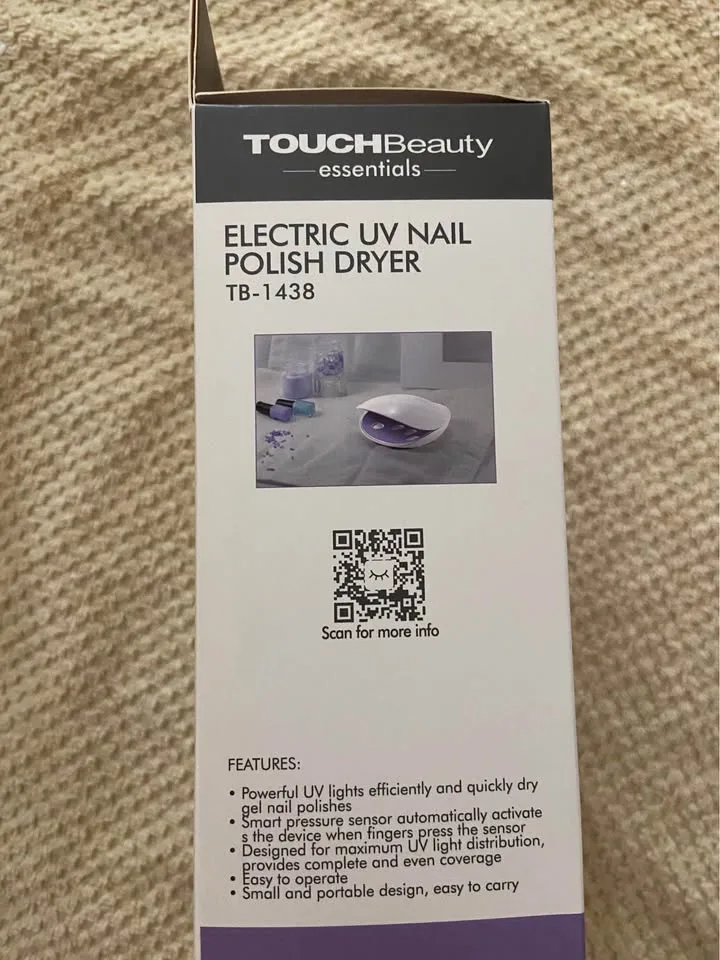 TOUCHBeauty
essentials
ELECTRIC UV NAIL
POLISH DRYER
TB-1438
Scan for more info
FEATURES:
• Powerful UV lights efficiently and quickly dry
gel nail polishes
• Smart pressure sensor automatically activate
s the device when fingers press the sensor
• Designed for maximum UV light distribution,
provides complete and even coverage
• Easy to operate
• Small and portable design, easy to carry